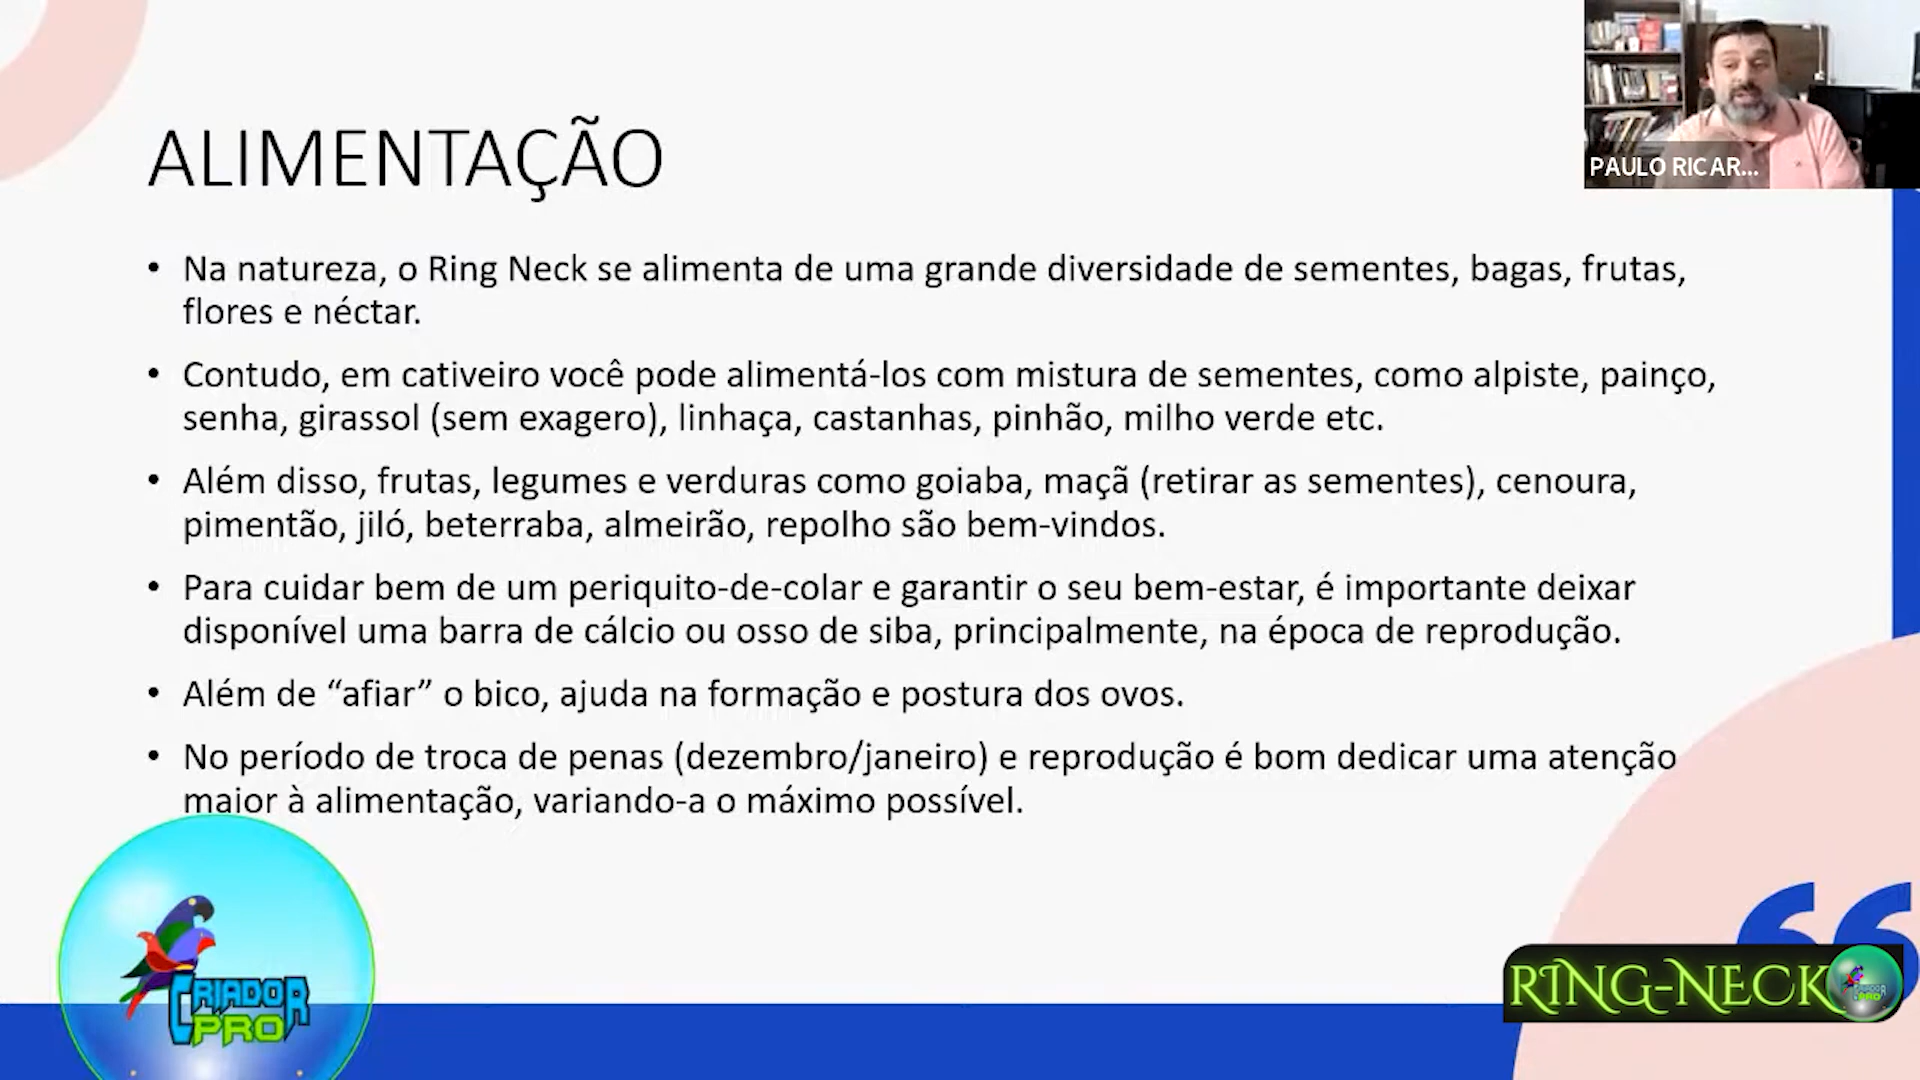 PAULO RICAR...
ALIMENTAÇÃO
• Na natureza, o Ring Neck se alimenta de uma grande diversidade de sementes, bagas, frutas,
flores e néctar.
• Contudo, em cativeiro você pode alimentá-los com mistura de sementes, como alpiste, painço,
senha, girassol (sem exagero), linhaça, castanhas, pinhão, milho verde etc.
• Além disso, frutas, legumes e verduras como goiaba, maçã (retirar as sementes), cenoura,
pimentão, jiló, beterraba, almeirão, repolho são bem-vindos.
• Para cuidar bem de um periquito-de-colar e garantir o seu bem-estar, é importante deixar
disponível uma barra de cálcio ou osso de siba, principalmente, na época de reprodução.
• Além de “afiar” o bico, ajuda na formação e postura dos ovos.
• No período de troca de penas (dezembro/janeiro) e reprodução é bom dedicar uma atenção
maior à alimentação, variando-a o máximo possível.
CRIADOR
PRO
RING-NECK
CRIADOR
PRO